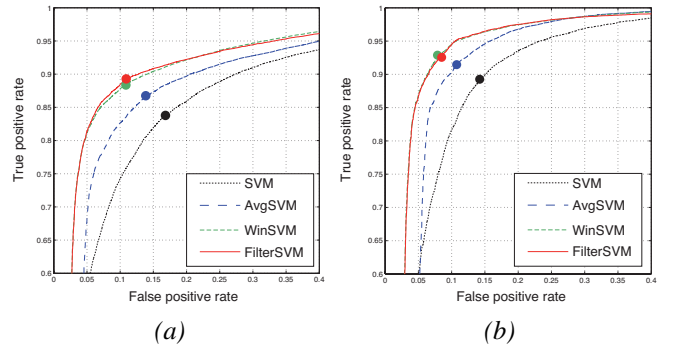 1
0.95
0.9
0.85
0.8
0.75
0.7
0.65
0.6
True positive rate
0 0.05 0.1 0.15 0.2 0.25 0.3 0.35 0.4
False positive rate
SVM
AvgSVM
WinSVM
FilterSVM
(a)
1
0.95
0.9
0.85
0.8
0.75
0.7
0.65
0.6
True positive rate
0 0.05 0.1 0.15 0.2 0.25 0.3 0.35 0.4
False positive rate
SVM
AvgSVM
WinSVM
FilterSVM
(b)